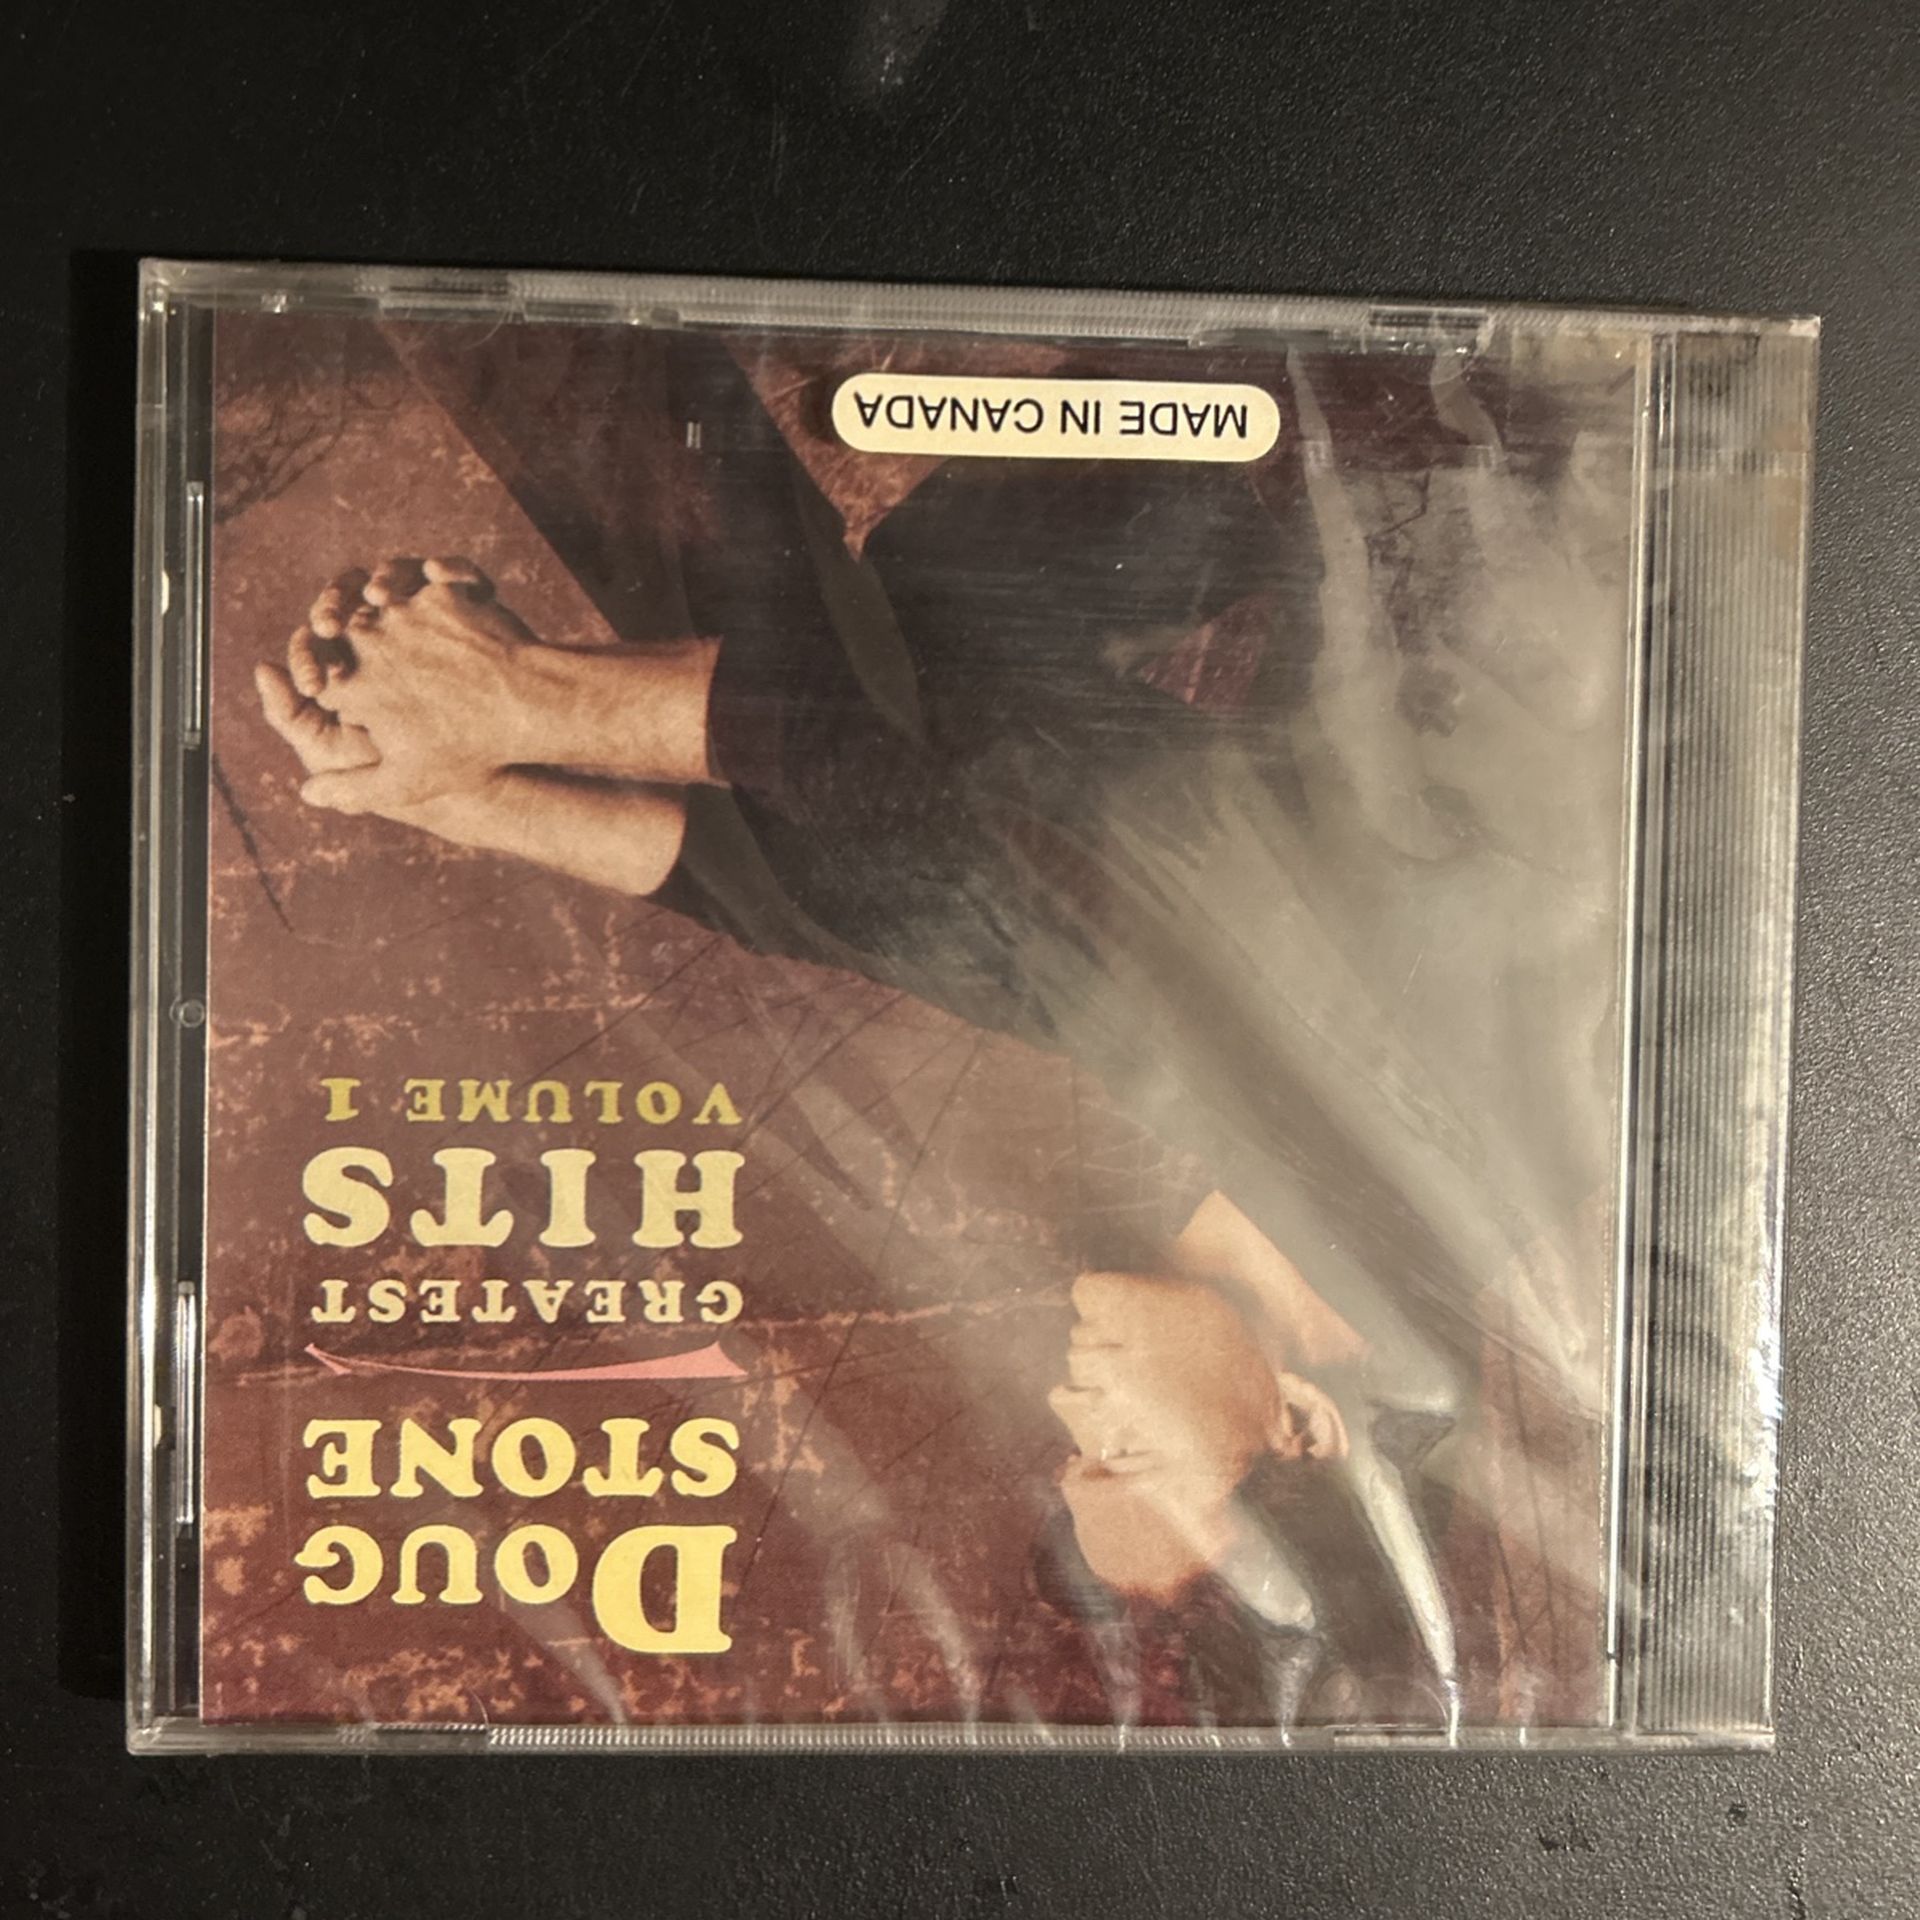 DOUG
STONE
GREATEST
HITS
VOLUME 1
MADE IN CANADA